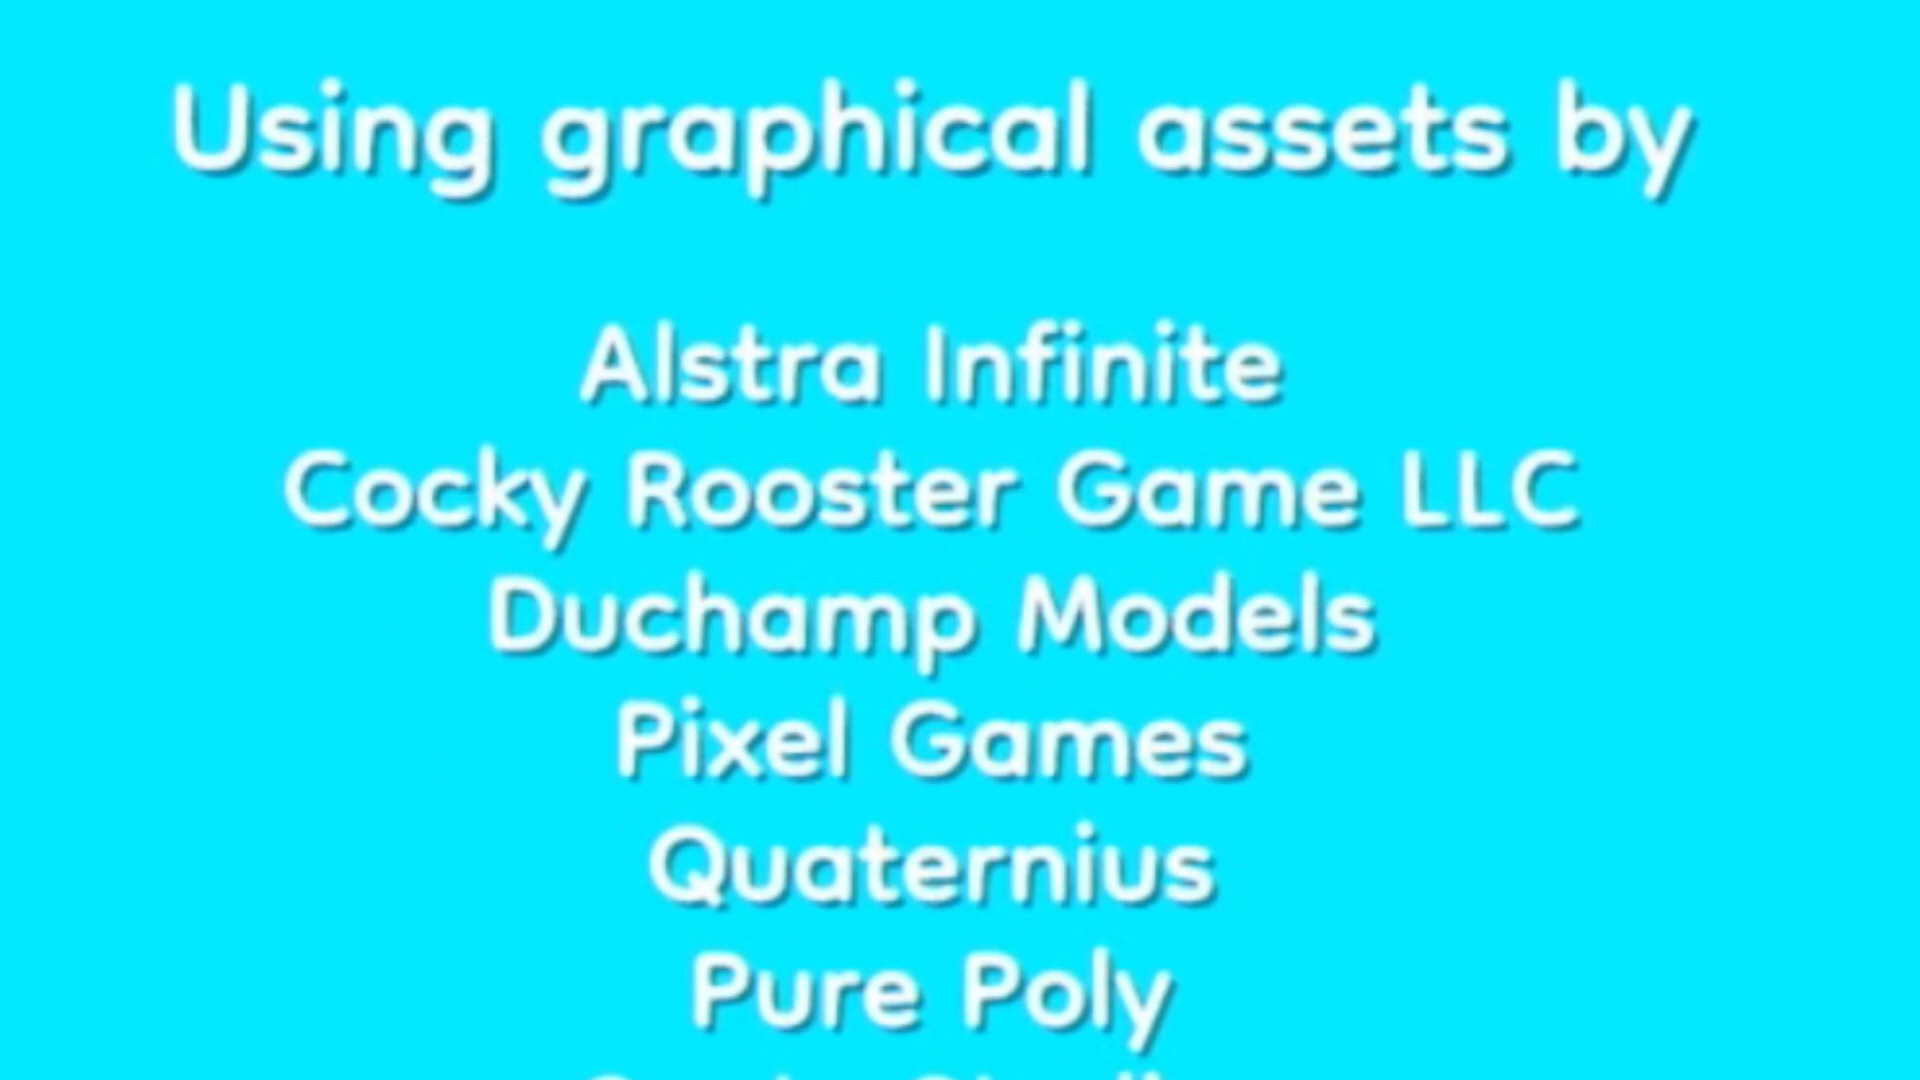 Using graphical assets by
Alstra Infinite
Cocky Rooster Game LLC
Duchamp Models
Pixel Games
Quaternius
Pure Poly